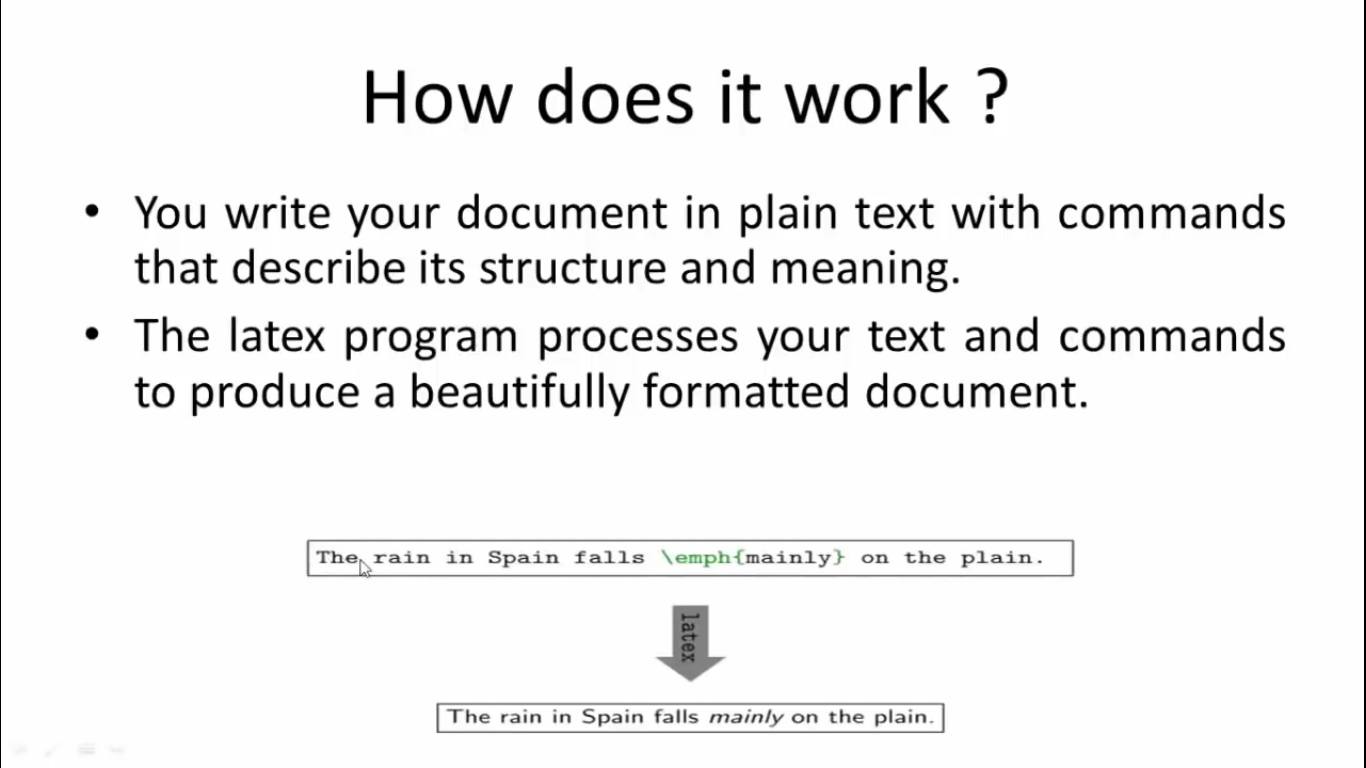 How does it work ?
• You write your document in plain text with commands
that describe its structure and meaning.
• The latex program processes your text and commands
to produce a beautifully formatted document.
The rain in Spain falls \emph{mainly} on the plain.
latex
The rain in Spain falls mainly on the plain.